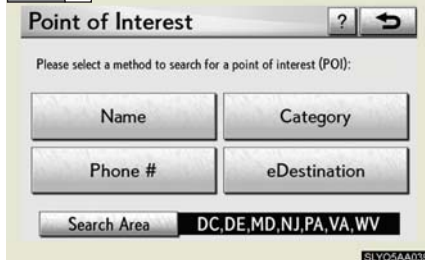 Point of Interest ?
Please select a method to search for a point of interest (POI):
Name Category
Phone # eDestination
Search Area DC,DE,MD,NJ,PA,VA,WV